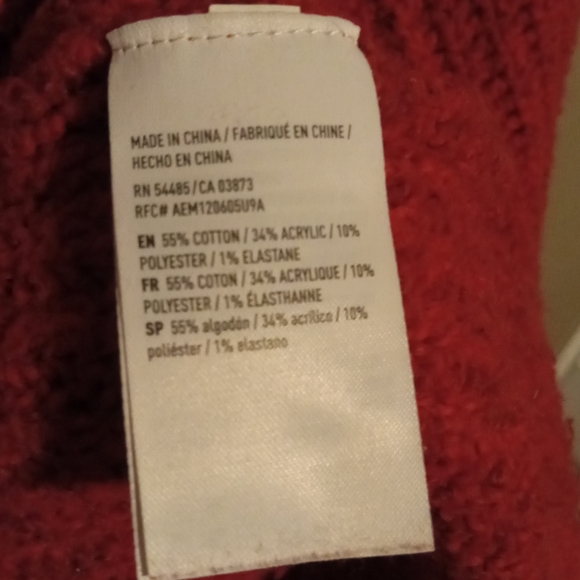 MADE IN CHINA / FABRIQUÉ EN CHINE /
HECHO EN CHINA
RN 54485/CA 03873
RFC# AEM120605U9A
EN 55% COTTON / 34% ACRYLIC / 10%
POLYESTER / 1% ELASTANE
FR 55% COTON / 34% ACRYLIQUE / 10%
POLYESTER / 1% ÉLASTHANNE
SP 55% algodón / 34% acrílico / 10%
poliéster / 1% elastano